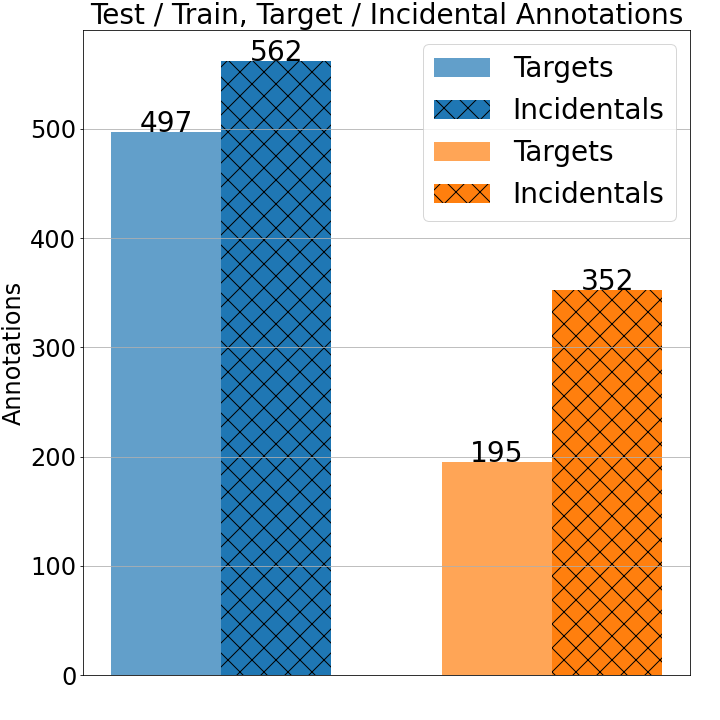 Test / Train, Target / Incidental Annotations
562
497
352
195
Targets
Incidentals
Targets
Incidentals
Annotations
500
400
300
200
100
0